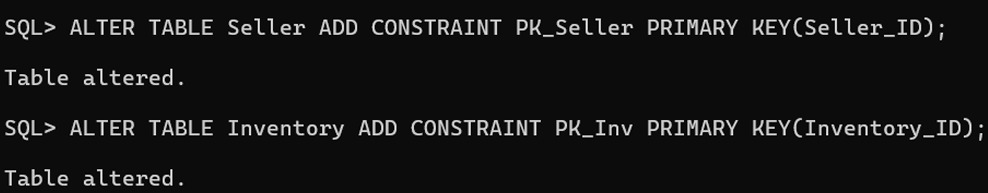 SQL> ALTER TABLE Seller ADD CONSTRAINT PK_Seller PRIMARY KEY(Seller_ID);
Table altered.
SQL> ALTER TABLE Inventory ADD CONSTRAINT PK_Inv PRIMARY KEY(Inventory_ID);
Table altered.